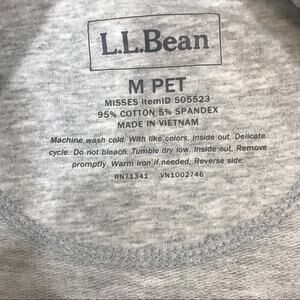 L.L.Bean
M PET
MISSES ItemID 505523
95% COTTON 5% SPANDEX
MADE IN VIETNAM
Machine wash cold. With like colors. Inside out. Delicate
cycle. Do not bleach. Tumble dry low. Inside out. Remove
promptly. Warm iron if needed. Reverse side.
RN71341 VN1002746